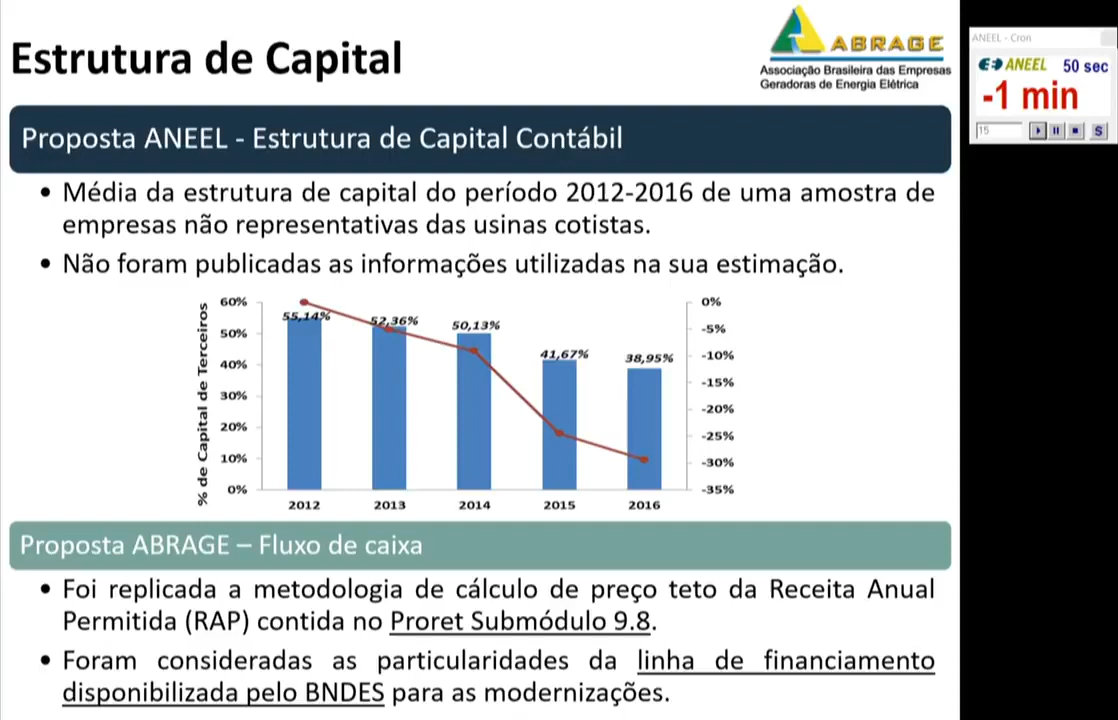 Estrutura de Capital
ABRAGE
Associação Brasileira das Empresas
Geradoras de Energia Elétrica
ANEEL - Cron
ANEEL 50 sec
-1 min
15
S
Proposta ANEEL - Estrutura de Capital Contábil
• Média da estrutura de capital do período 2012-2016 de uma amostra de
empresas não representativas das usinas cotistas.
• Não foram publicadas as informações utilizadas na sua estimação.
% de Capital de Terceiros
60%
50%
40%
30%
20%
10%
0%
55,14%
52,36%
50,13%
41,67%
38,95%
0%
-5%
-10%
-15%
-20%
-25%
-30%
-35%
2012 2013 2014 2015 2016
Proposta ABRAGE – Fluxo de caixa
• Foi replicada a metodologia de cálculo de preço teto da Receita Anual
Permitida (RAP) contida no Proret Submódulo 9.8.
• Foram consideradas as particularidades da linha de financiamento
disponibilizada pelo BNDES para as modernizações.